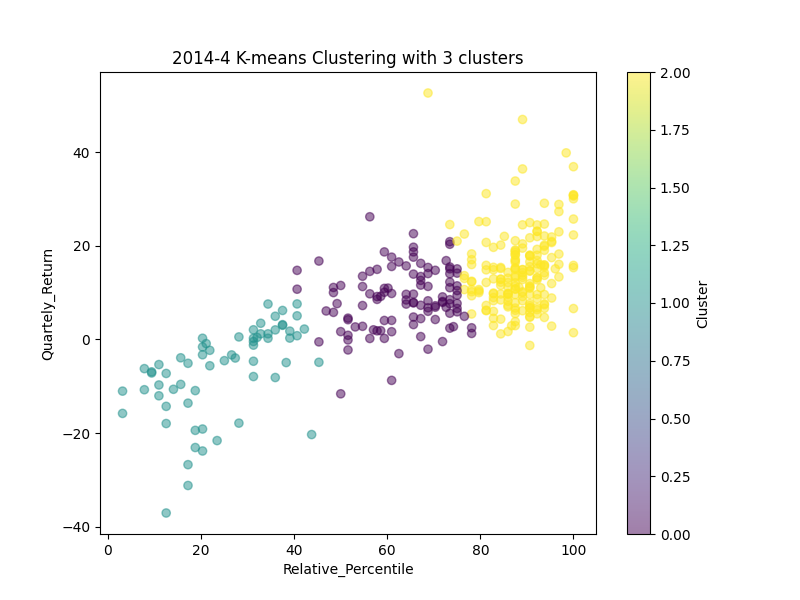 2014-4 K-means Clustering with 3 clusters
Quartely_Return
40
20
0
−20
−40
0 20 40 60 80 100
Relative_Percentile
2.00
1.75
1.50
1.25
1.00
0.75
0.50
0.25
0.00
Cluster